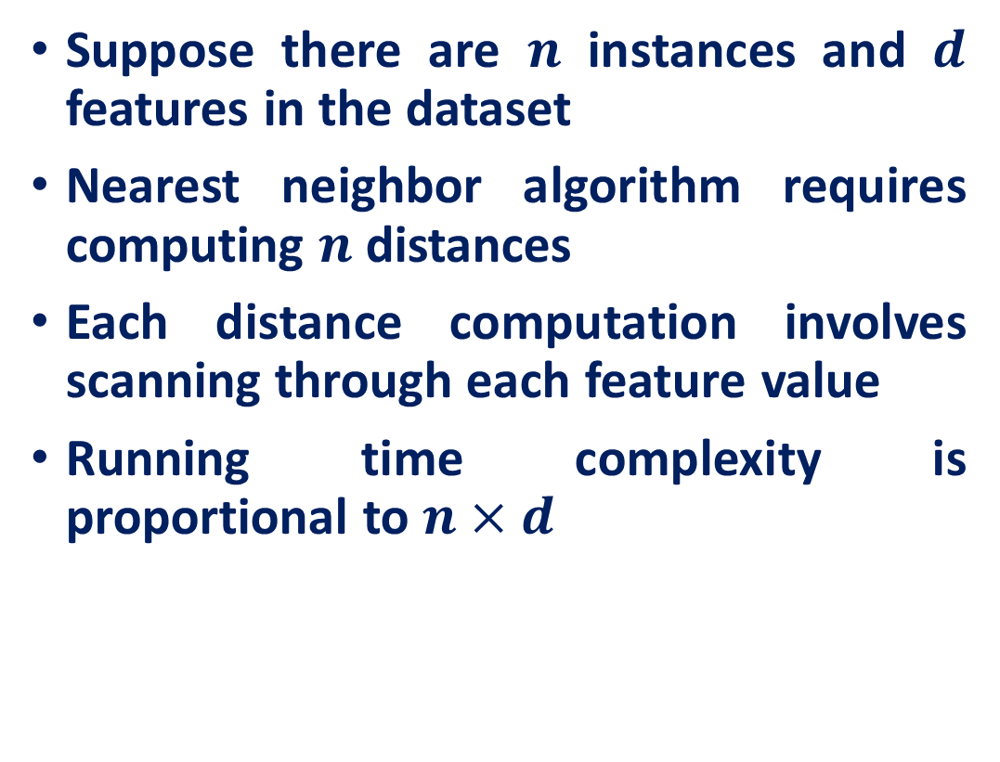 • Suppose there are n instances and d
features in the dataset
• Nearest neighbor algorithm requires
computing n distances
• Each distance computation involves
scanning through each feature value
• Running time complexity is
proportional to n × d